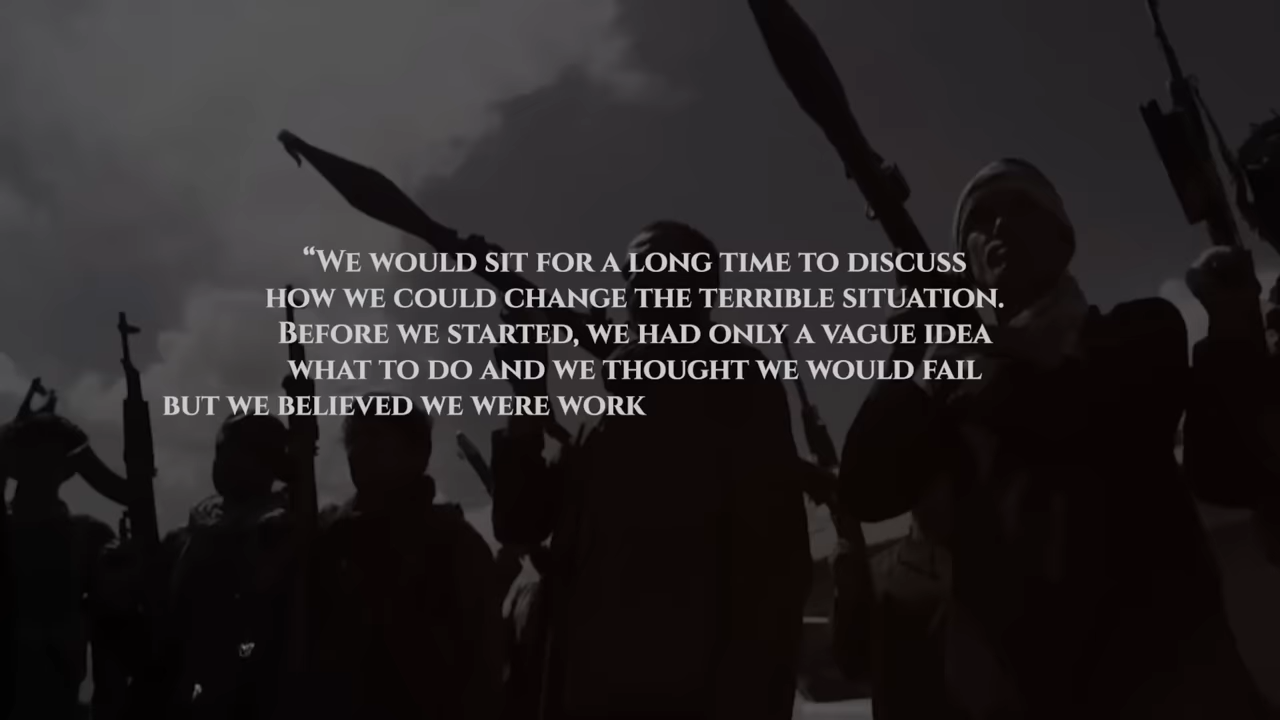 “We would sit for a long time to discuss
how we could change the terrible situation.
Before we started, we had only a vague idea
what to do and we thought we would fail
but we believed we were work